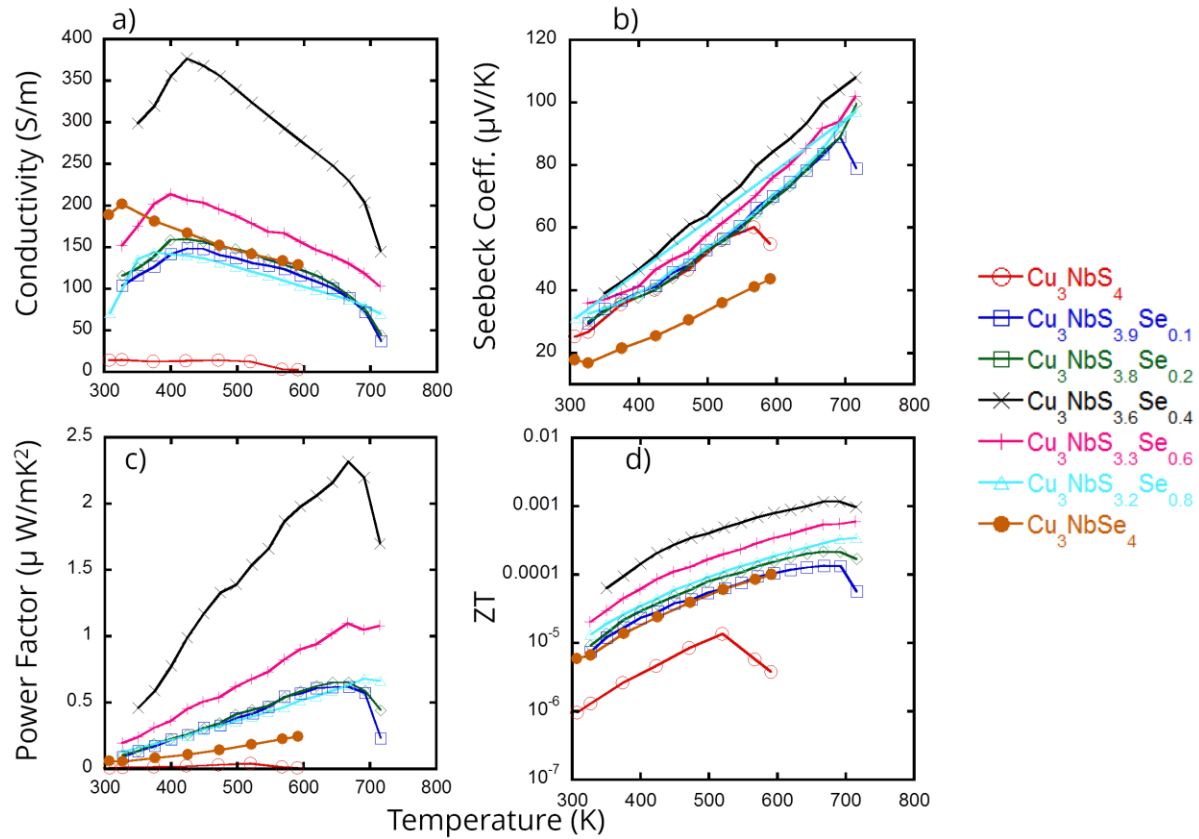 a)
400
350
300
250
200
150
100
50
0
300 400 500 600 700 800
Conductivity (S/m)
b)
120
100
80
60
40
20
300 400 500 600 700 800
Seebeck Coeff. (μV/K)
c)
2.5
2
1.5
1
0.5
0
300 400 500 600 700 800
Power Factor (μ W/mK²)
d)
0.01
0.001
0.0001
10⁻⁵
10⁻⁶
10⁻⁷
300 400 500 600 700 800
ZT
Temperature (K)
Cu₃NbS₄
Cu₃NbS₃.₉Se₀.₁
Cu₃NbS₃.₈Se₀.₂
Cu₃NbS₃.₆Se₀.₄
Cu₃NbS₃.₃Se₀.₆
Cu₃NbS₃.₂Se₀.₈
Cu₃NbSe₄